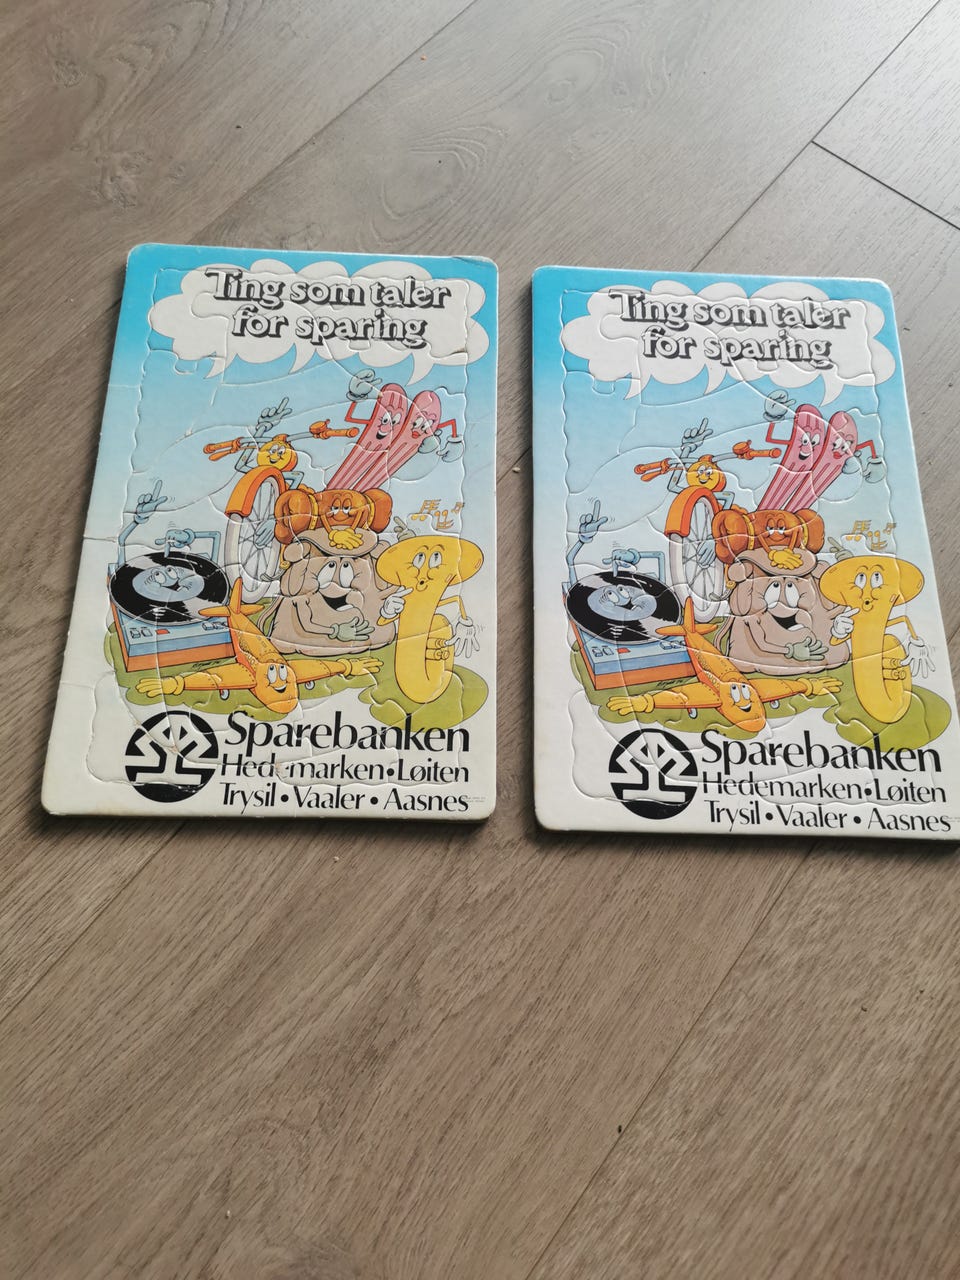 Ting som taler
for sparing
Sparebanken
Hedemarken•Løiten
Trysil•Vaaler•Aasnes
Ting som taler
for sparing
Sparebanken
Hedemarken•Løiten
Trysil•Vaaler•Aasnes